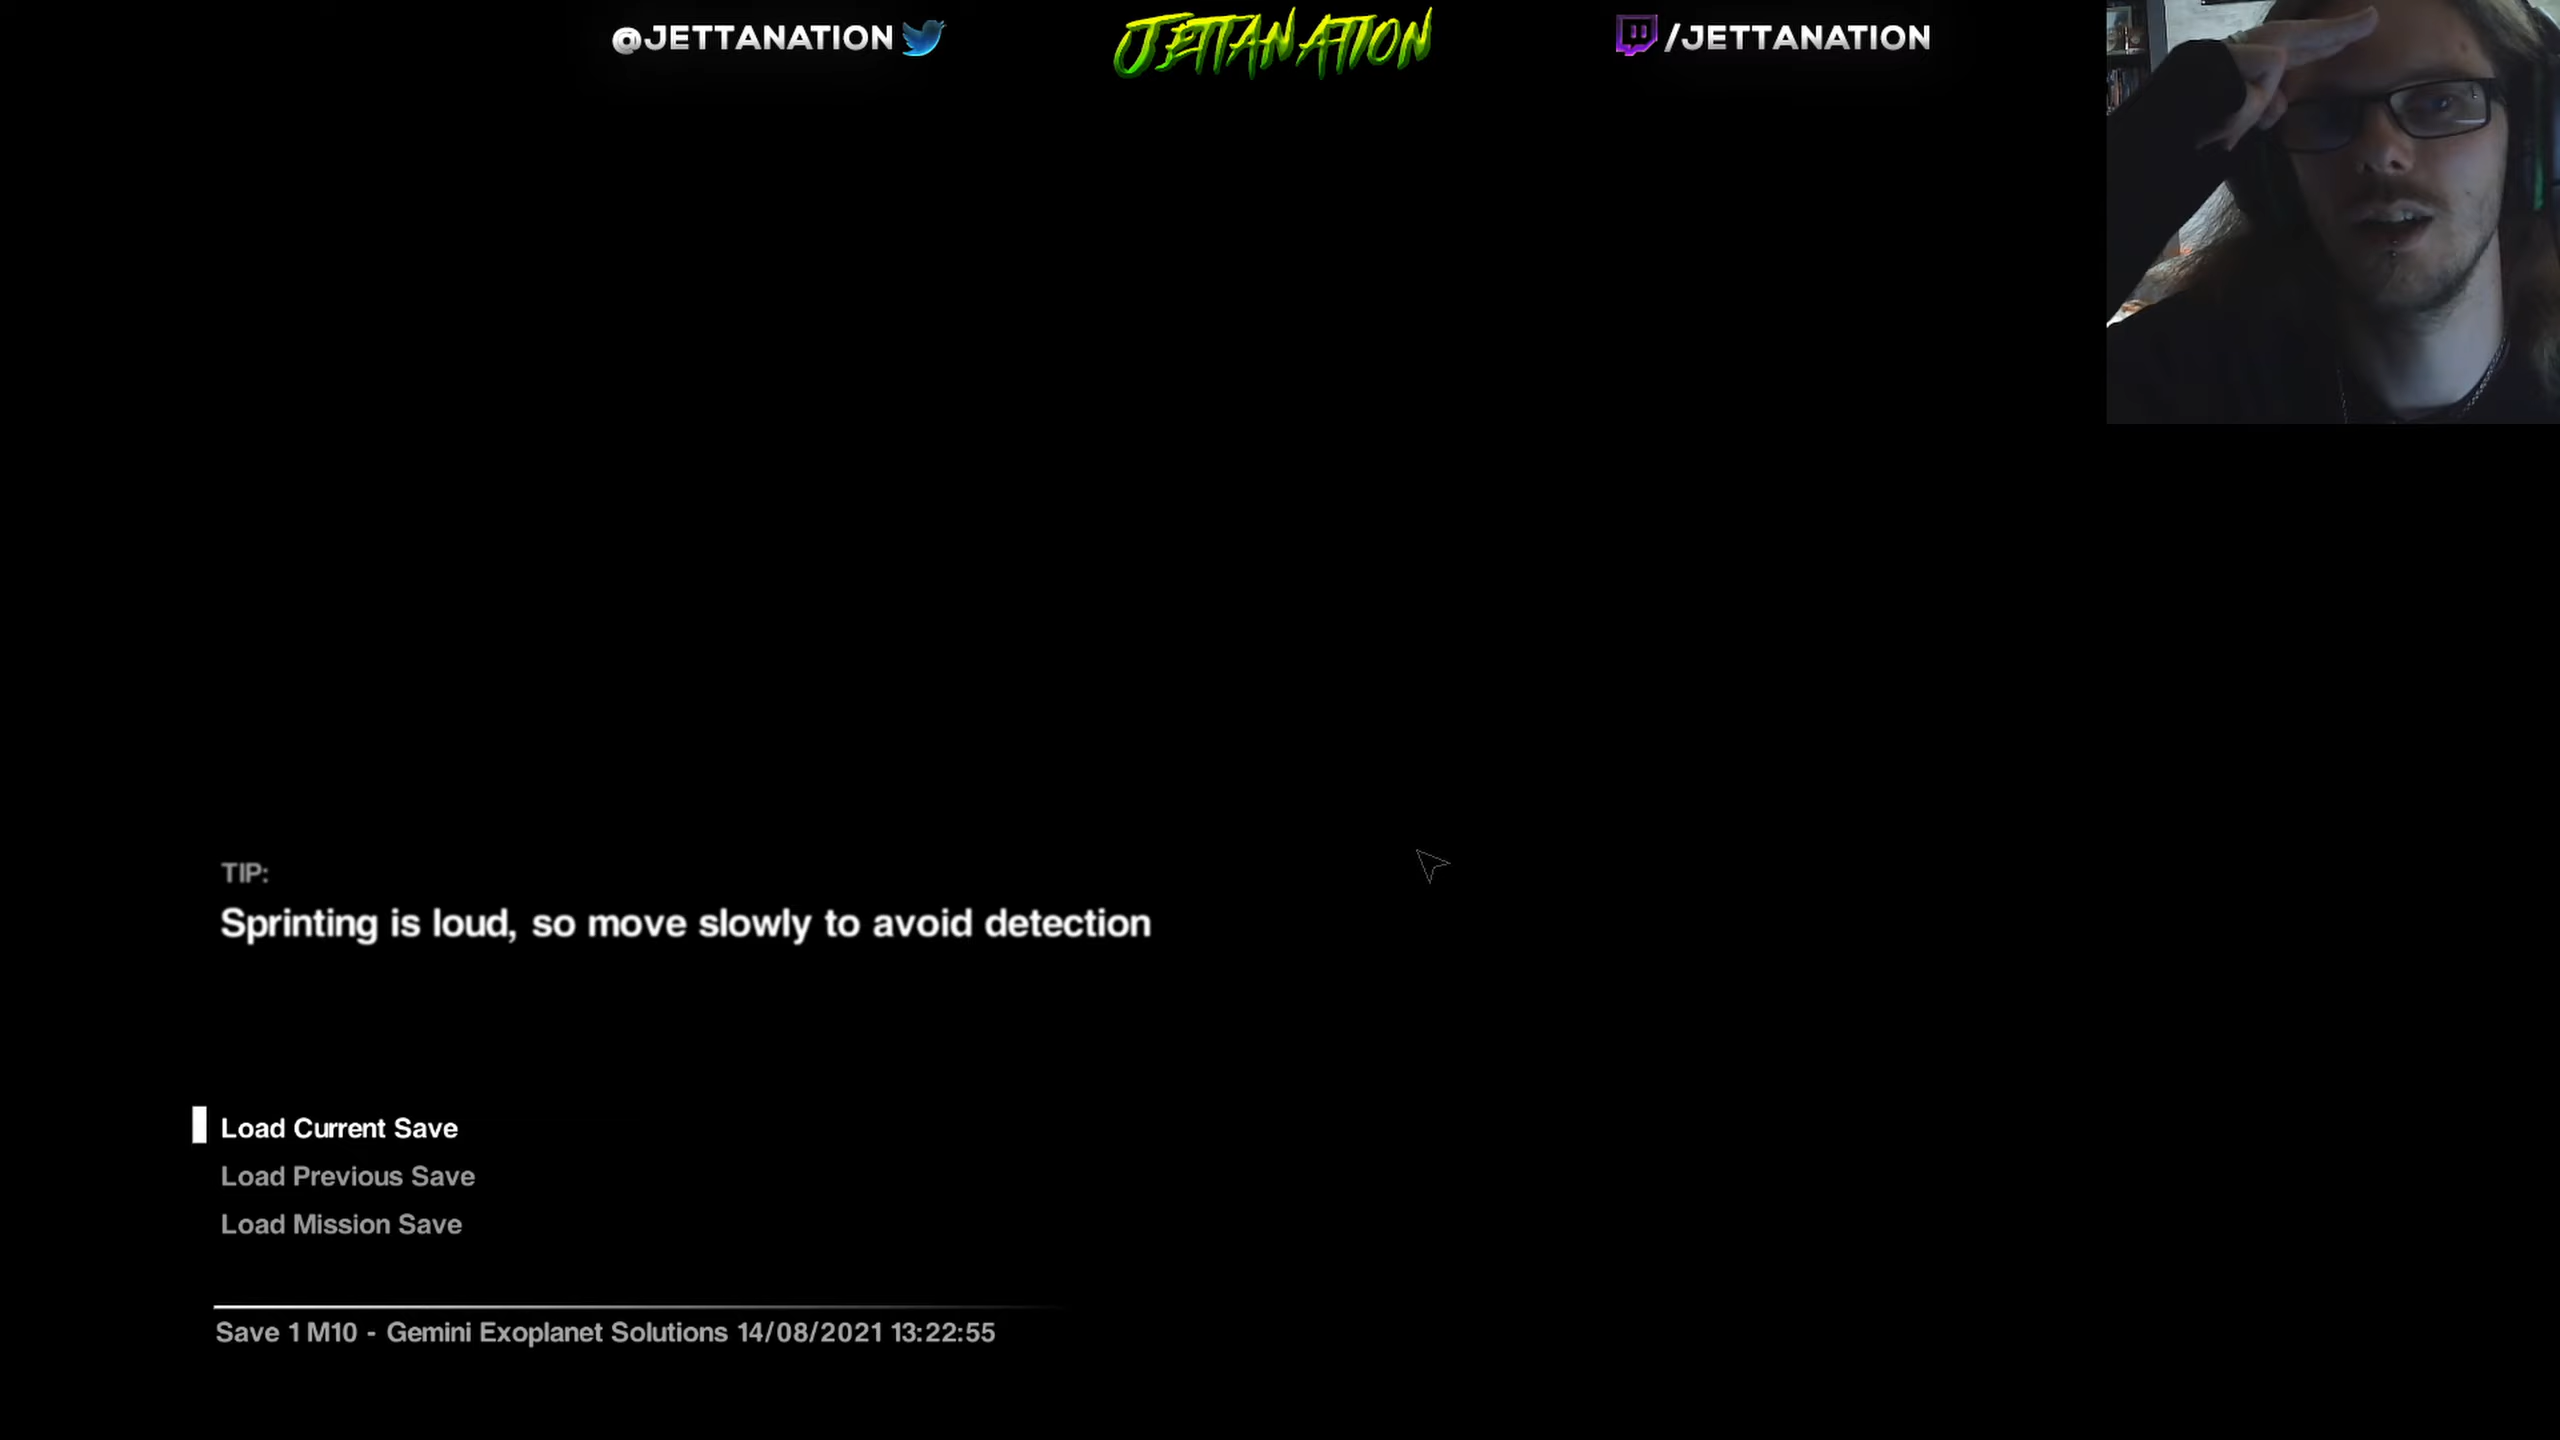 @JETTANATION
JETTANATION
/JETTANATION
TIP:
Sprinting is loud, so move slowly to avoid detection
Load Current Save
Load Previous Save
Load Mission Save
Save 1 M10 - Gemini Exoplanet Solutions 14/08/2021 13:22:55